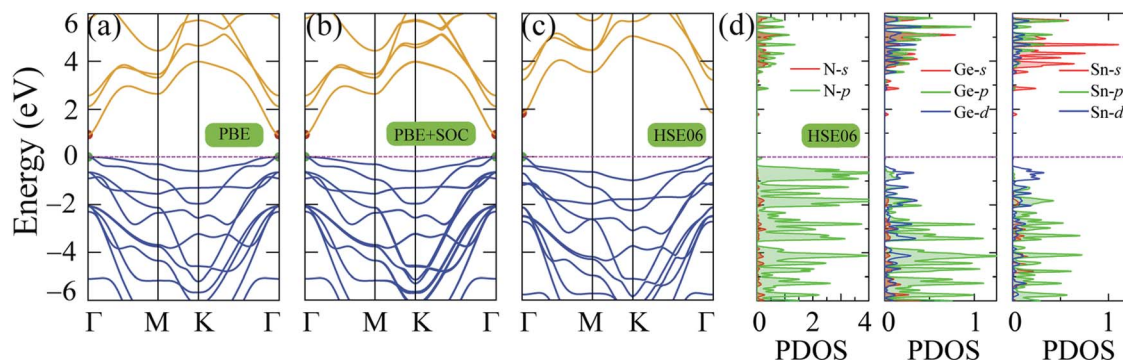 (a)
(b)
(c)
(d)
6
4
2
0
−2
−4
−6
Energy (eV)
PBE
PBE+SOC
HSE06
HSE06
N-s
N-p
Ge-s
Ge-p
Ge-d
Sn-s
Sn-p
Sn-d
Γ M K Γ
Γ M K Γ
Γ M K Γ
0 2 4
0 1
0 1
PDOS
PDOS
PDOS